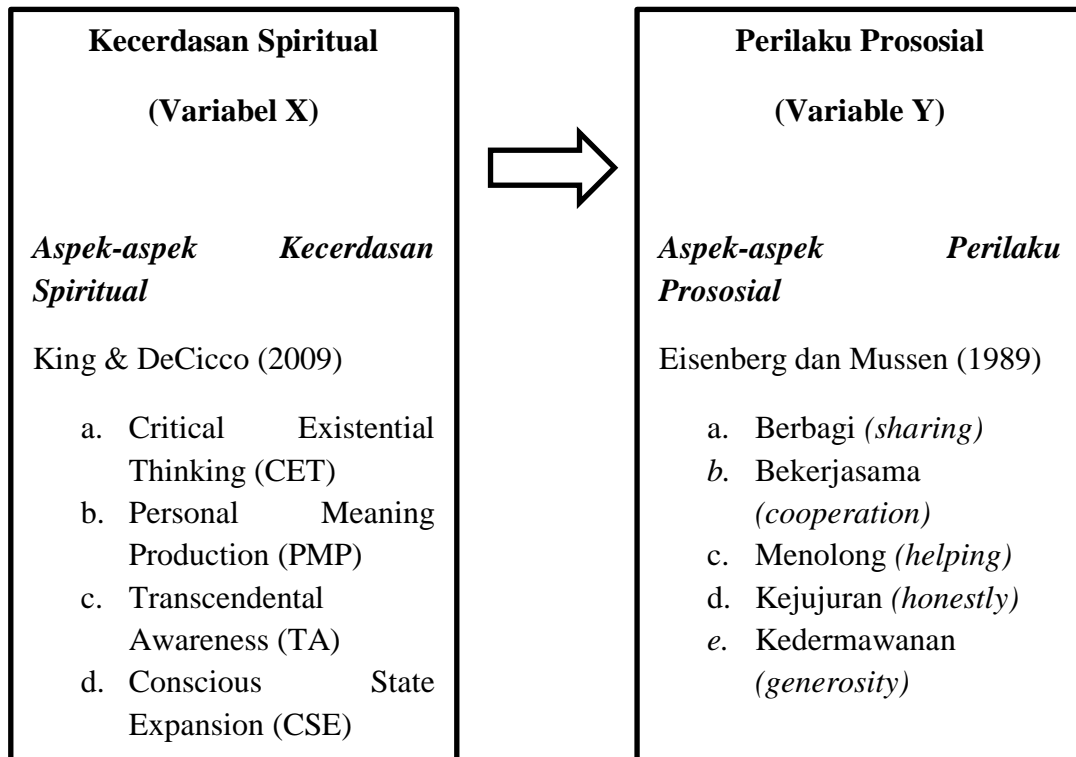 Kecerdasan Spiritual
(Variabel X)
Aspek-aspek Kecerdasan
Spiritual
King & DeCicco (2009)
a. Critical Existential
Thinking (CET)
b. Personal Meaning
Production (PMP)
c. Transcendental
Awareness (TA)
d. Conscious State
Expansion (CSE)
Perilaku Prososial
(Variable Y)
Aspek-aspek Perilaku
Prososial
Eisenberg dan Mussen (1989)
a. Berbagi (sharing)
b. Bekerjasama
(cooperation)
c. Menolong (helping)
d. Kejujuran (honestly)
e. Kedermawanan
(generosity)